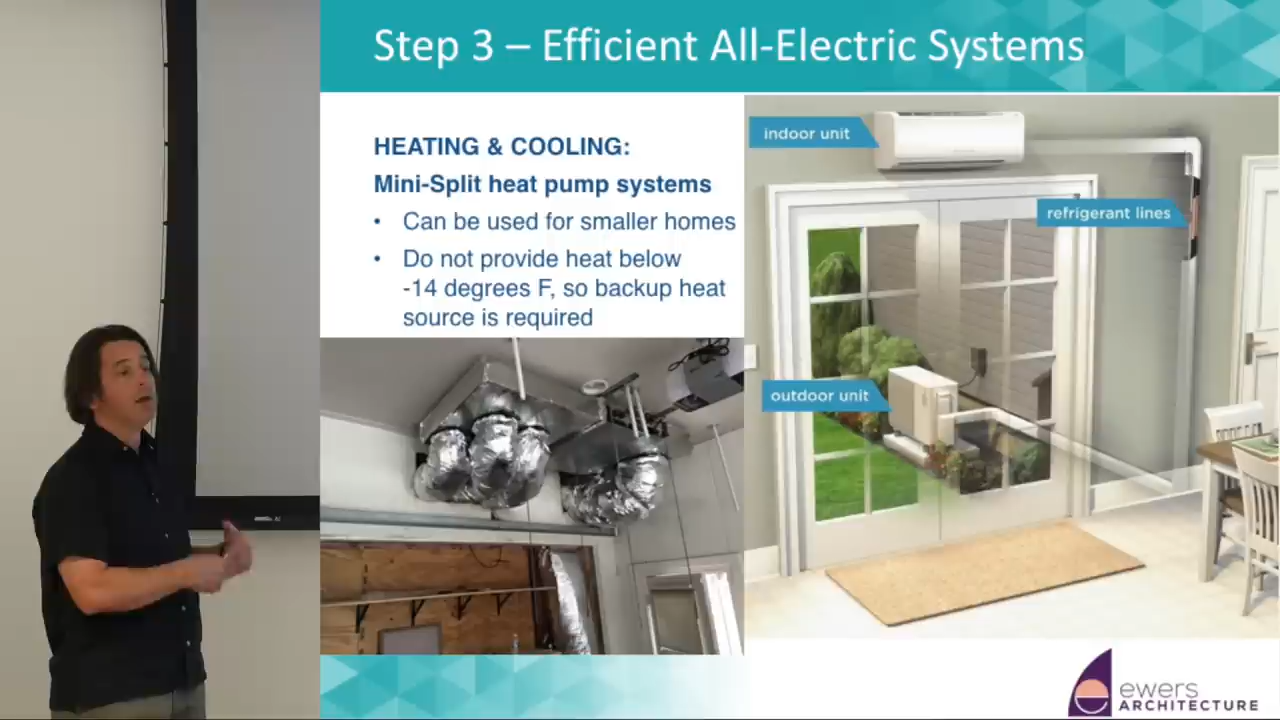 Step 3 – Efficient All-Electric Systems
HEATING & COOLING:
Mini-Split heat pump systems
• Can be used for smaller homes
• Do not provide heat below
-14 degrees F, so backup heat
source is required
indoor unit
refrigerant lines
outdoor unit
ewers
ARCHITECTURE